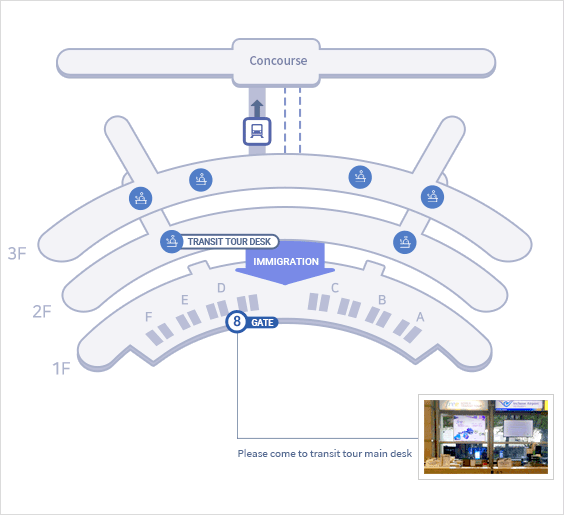 Concourse
3F
TRANSIT TOUR DESK
IMMIGRATION
2F
F
E
D
C
B
A
8
GATE
1F
Please come to transit tour main desk